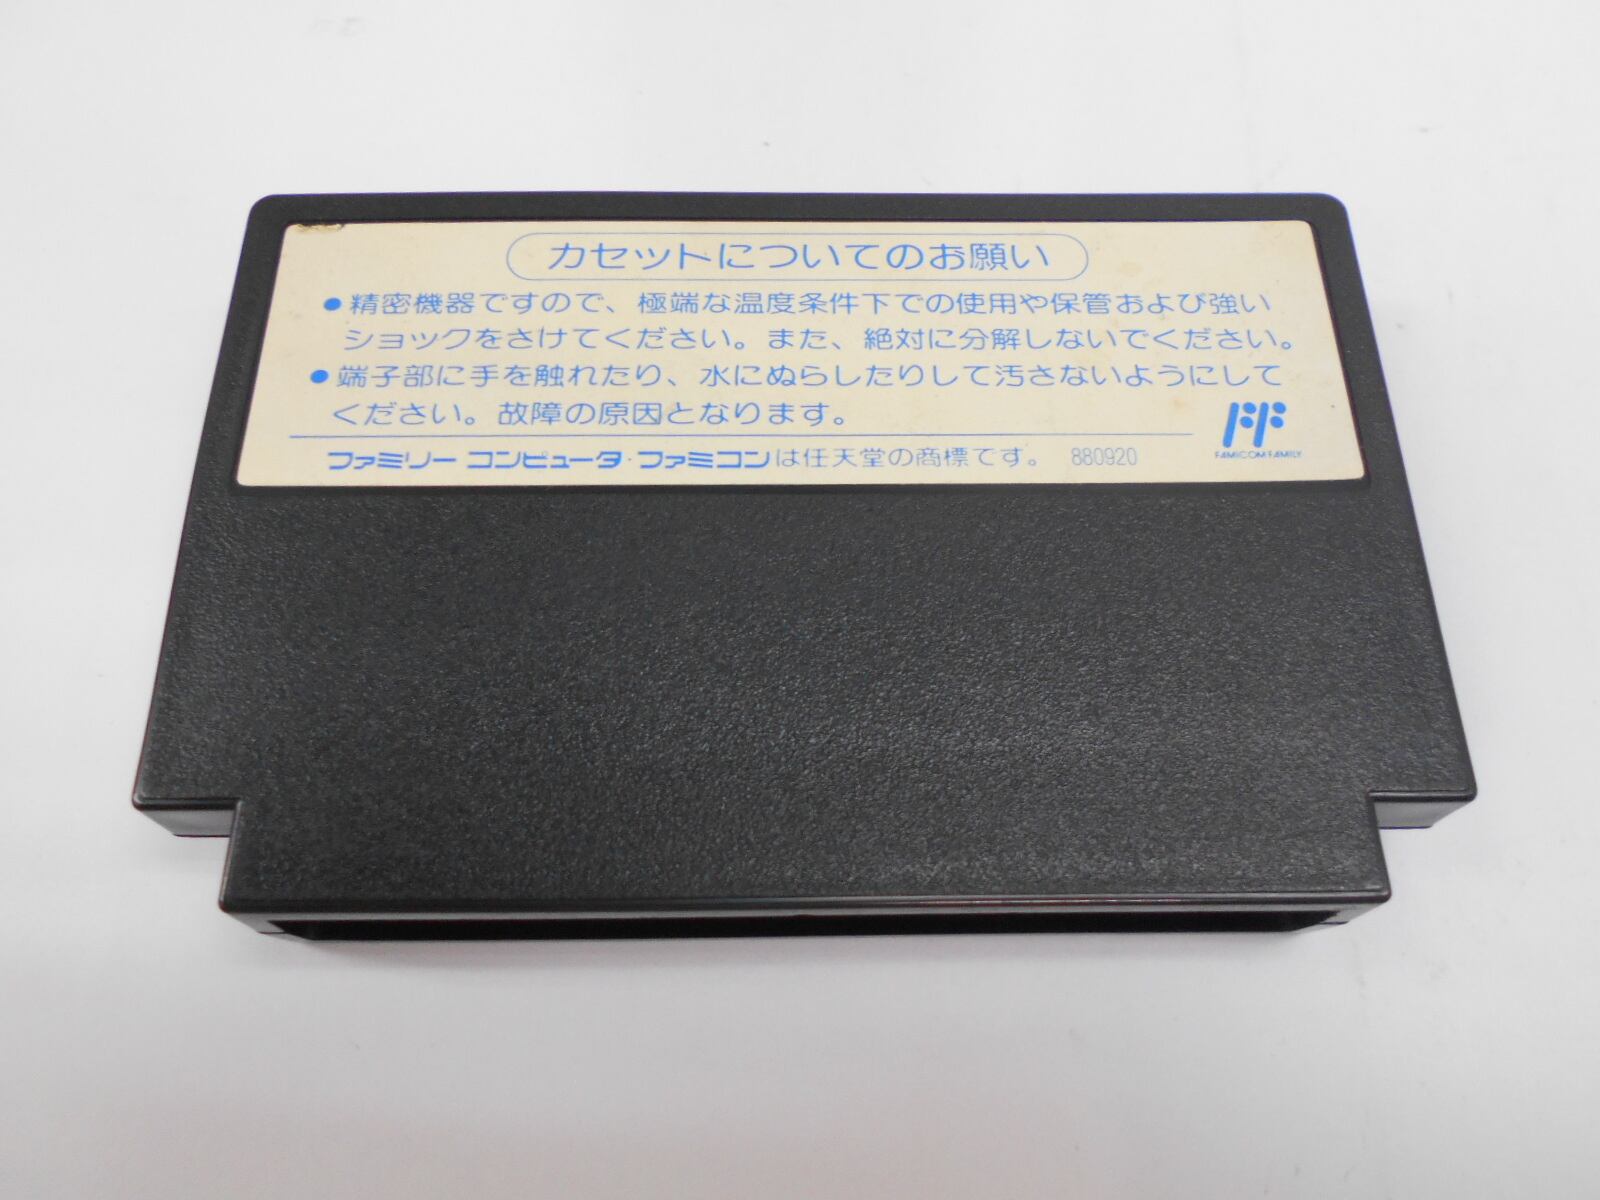 カセットについてのお願い
●精密機器ですので、極端な温度条件下での使用や保管および強い
ショックをさけてください。また、絶対に分解しないでください。
●端子部に手を触れたり、水にぬらしたりして汚さないようにして
ください。故障の原因となります。
FF
FAMICOM FAMILY
ファミリー コンピュータ・ファミコンは任天堂の商標です。 880920